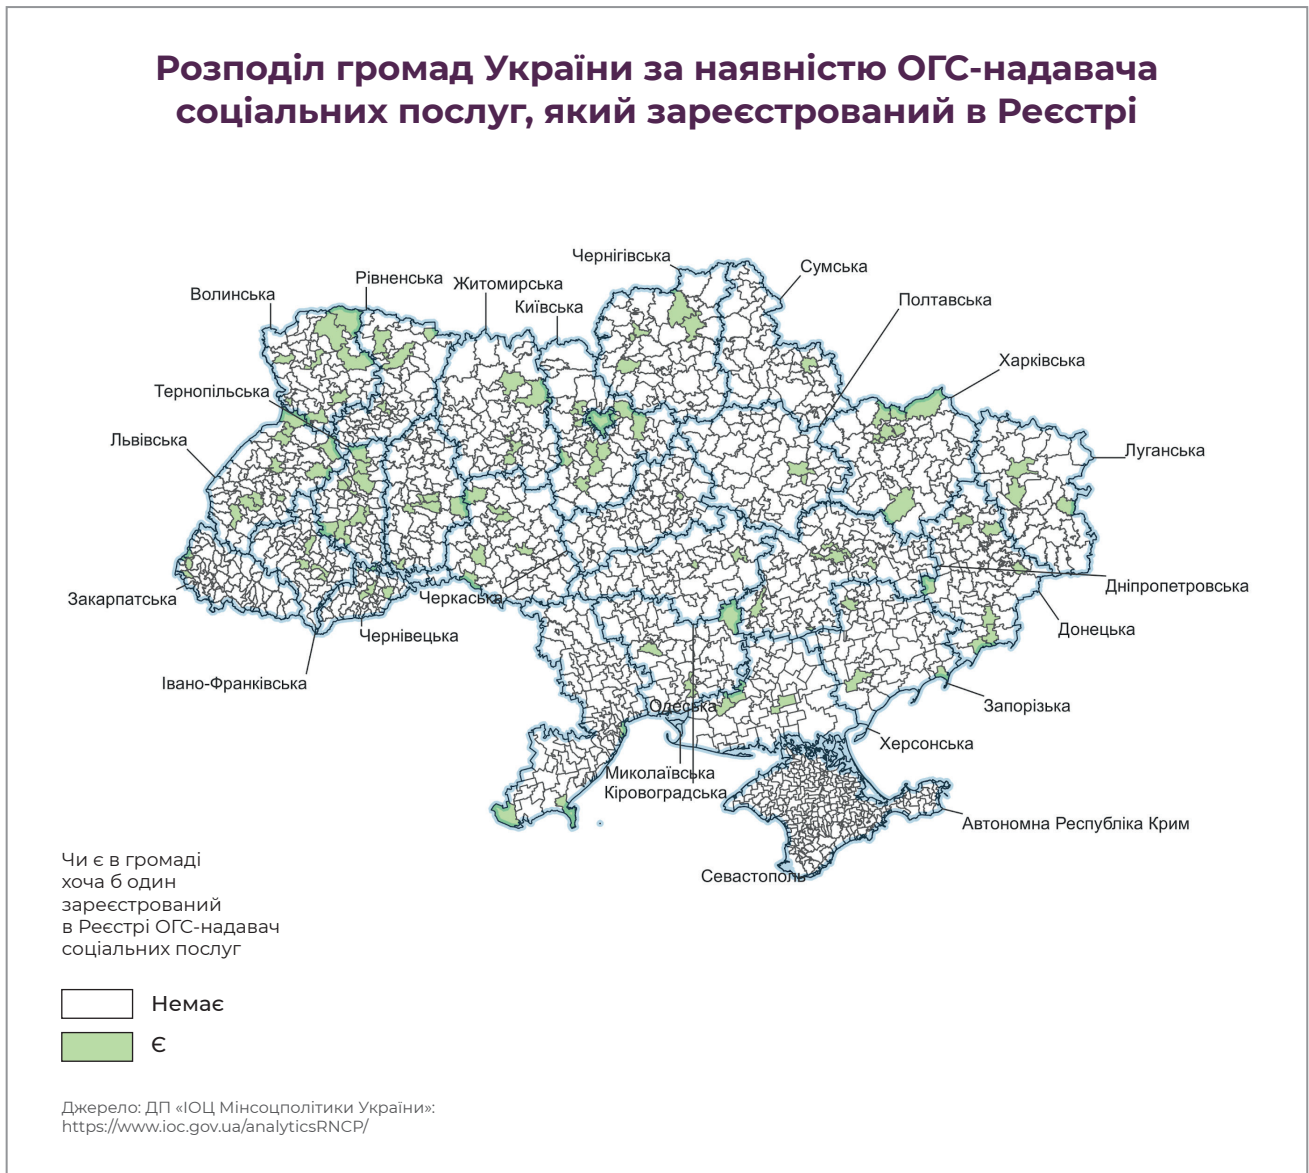 Розподіл громад України за наявністю ОГС-надавача
соціальних послуг, який зареєстрований в Реєстрі
Чернігівська
Сумська
Рівненська
Житомирська
Волинська
Київська
Полтавська
Харківська
Тернопільська
Львівська
Луганська
Дніпропетровська
Закарпатська
Черкаська
Донецька
Чернівецька
Івано-Франківська
Запорізька
Одеська
Херсонська
Миколаївська
Кіровоградська
Автономна Республіка Крим
Севастополь
Чи є в громаді
хоча б один
зареєстрований
в Реєстрі ОГС-надавач
соціальних послуг
Немає
Є
Джерело: ДП «ІОЦ Мінсоцполітики України»:
https://www.ioc.gov.ua/analyticsRNCP/